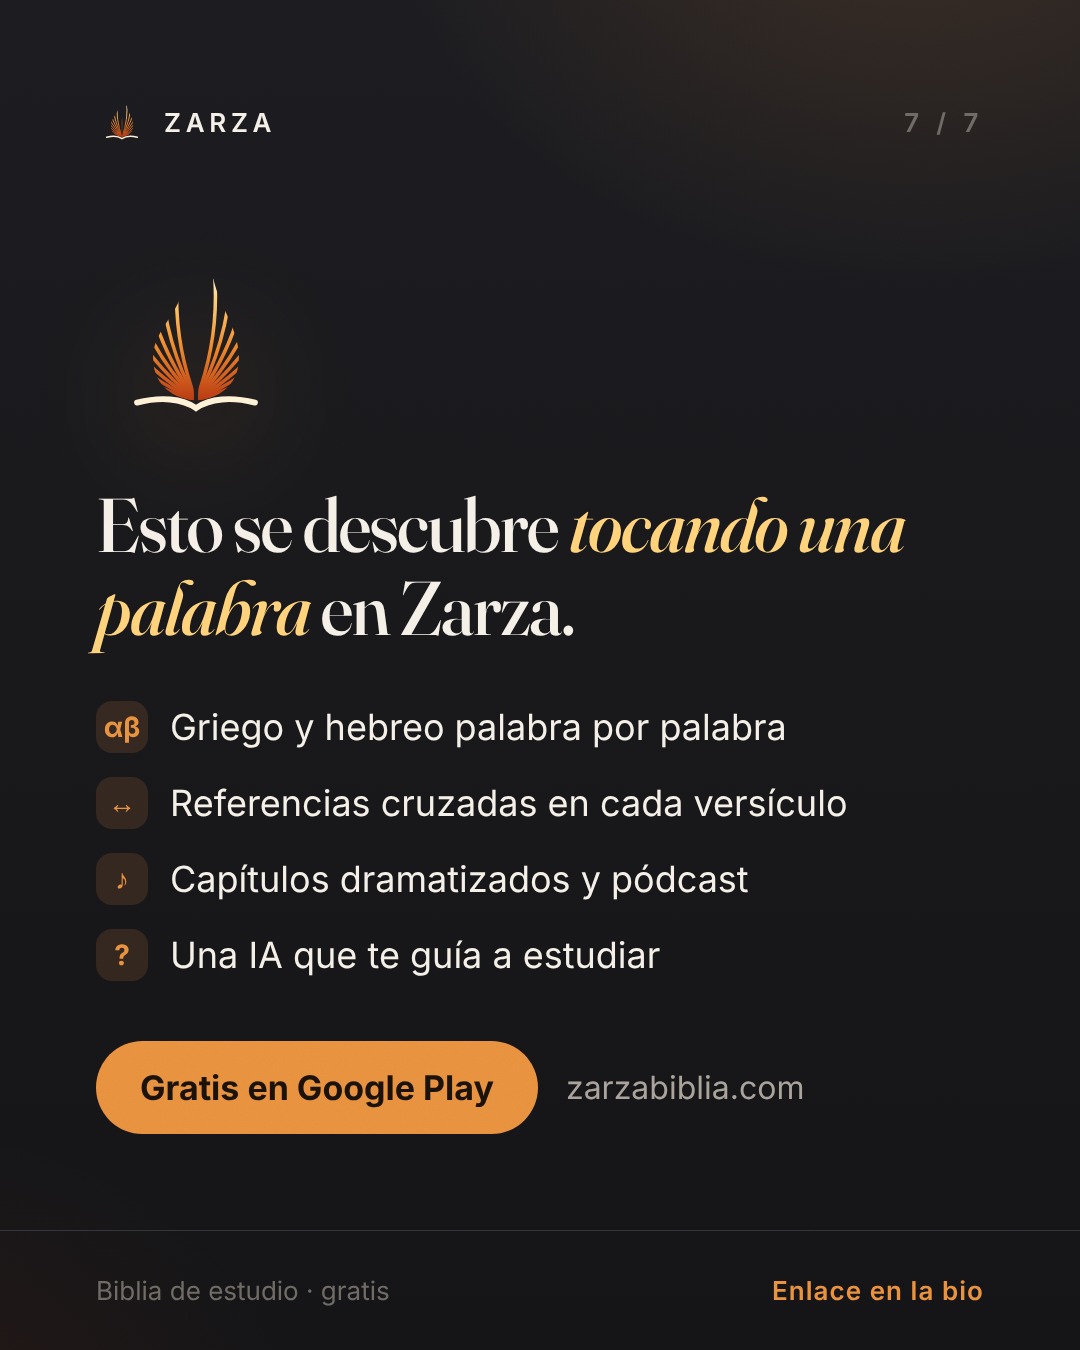 ZARZA
7 / 7
Esto se descubre tocando una
palabra en Zarza.
αβ Griego y hebreo palabra por palabra
↔ Referencias cruzadas en cada versículo
♪ Capítulos dramatizados y pódcast
? Una IA que te guía a estudiar
Gratis en Google Play
zarzabiblia.com
Biblia de estudio · gratis
Enlace en la bio